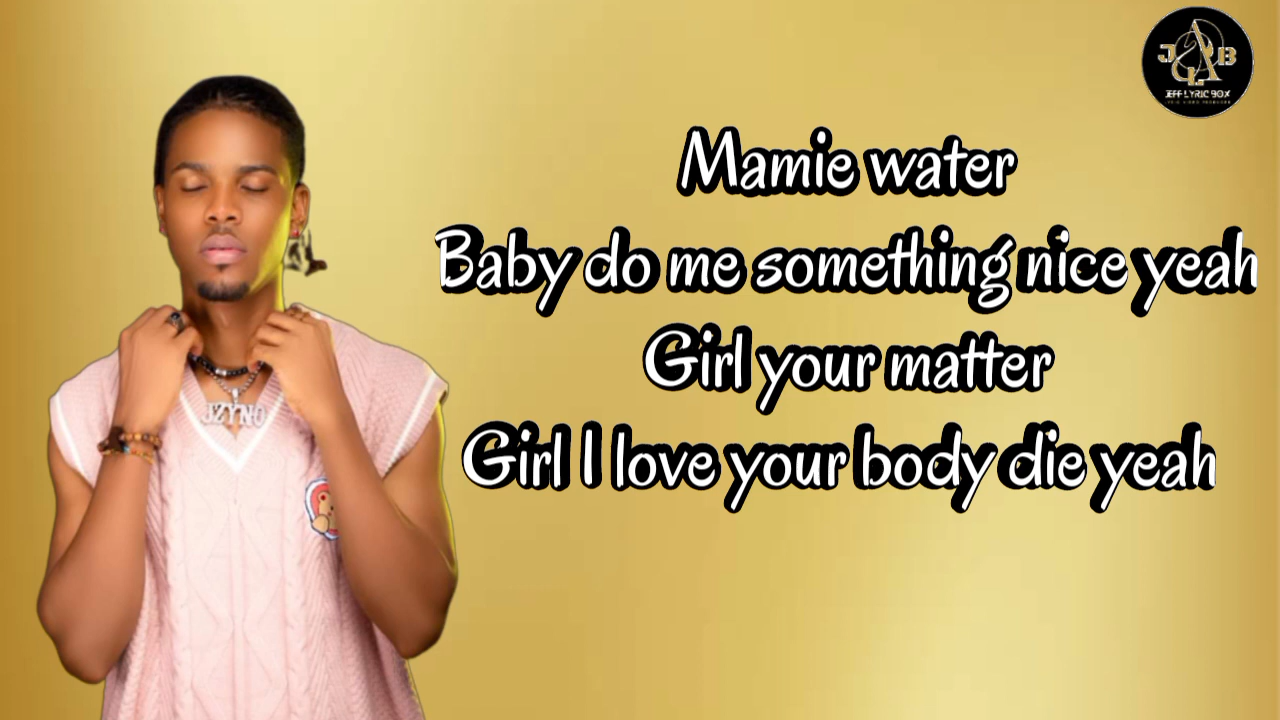 Mamie water
Baby do me something nice yeah
Girl your matter
Girl I love your body die yeah
JZYNO
JEFF LYRIC BOX